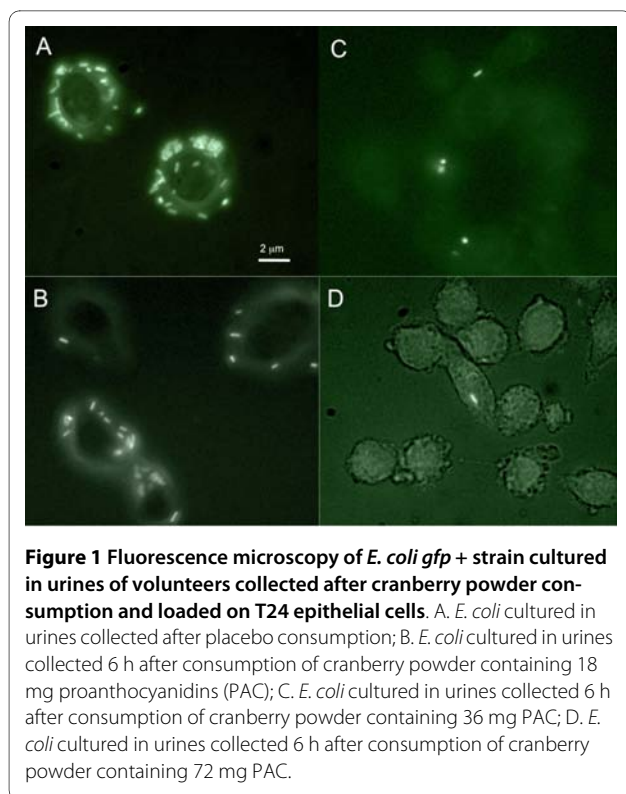 A
C
2 μm
B
D
Figure 1 Fluorescence microscopy of E. coli gfp + strain cultured
in urines of volunteers collected after cranberry powder con-
sumption and loaded on T24 epithelial cells. A. E. coli cultured in
urines collected after placebo consumption; B. E. coli cultured in urines
collected 6 h after consumption of cranberry powder containing 18
mg proanthocyanidins (PAC); C. E. coli cultured in urines collected 6 h
after consumption of cranberry powder containing 36 mg PAC; D. E.
coli cultured in urines collected 6 h after consumption of cranberry
powder containing 72 mg PAC.